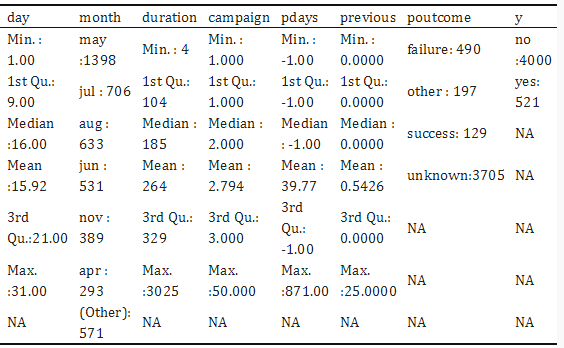 day month duration campaign pdays previous poutcome y
Min. : 1.00 may :1398 Min. : 4 Min. : 1.000 Min. : -1.00 Min. : 0.0000 failure: 490 no :4000
1st Qu.: 9.00 jul : 706 1st Qu.: 104 1st Qu.: 1.000 1st Qu.: -1.00 1st Qu.: 0.0000 other : 197 yes: 521
Median :16.00 aug : 633 Median : 185 Median : 2.000 Median : -1.00 Median : 0.0000 success: 129 NA
Mean :15.92 jun : 531 Mean : 264 Mean : 2.794 Mean : 39.77 Mean : 0.5426 unknown:3705 NA
3rd Qu.:21.00 nov : 389 3rd Qu.: 329 3rd Qu.: 3.000 3rd Qu.: -1.00 3rd Qu.: 0.0000 NA NA
Max. :31.00 apr : 293 Max. :3025 Max. :50.000 Max. :871.00 Max. :25.0000 NA NA
NA (Other): 571 NA NA NA NA NA NA